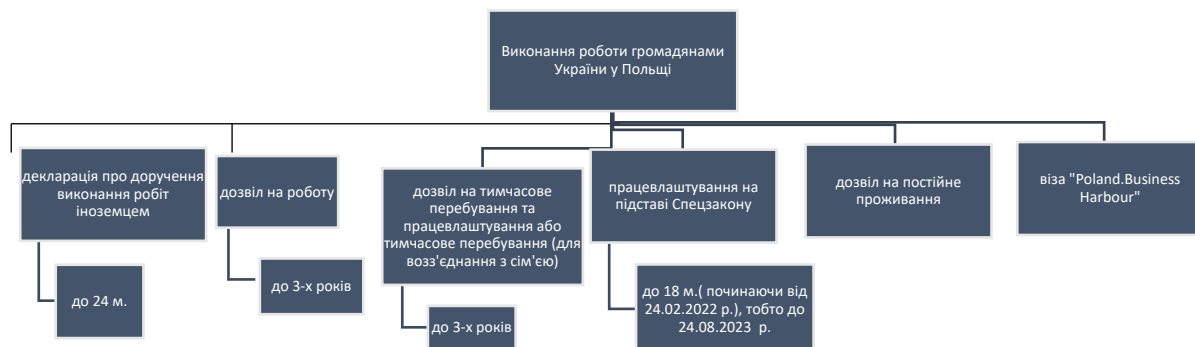 Виконання роботи громадянами
України у Польщі
декларація про доручення
виконання робіт
іноземцем
до 24 м.
дозвіл на роботу
до 3-х років
дозвіл на тимчасове
перебування та
працевлаштування або
тимчасове перебування (для
возз'єднання з сім'єю)
до 3-х років
працевлаштування на
підставі Спецзакону
до 18 м.( починаючи від
24.02.2022 р.), тобто до
24.08.2023 р.
дозвіл на постійне
проживання
віза "Poland.Business
Harbour"